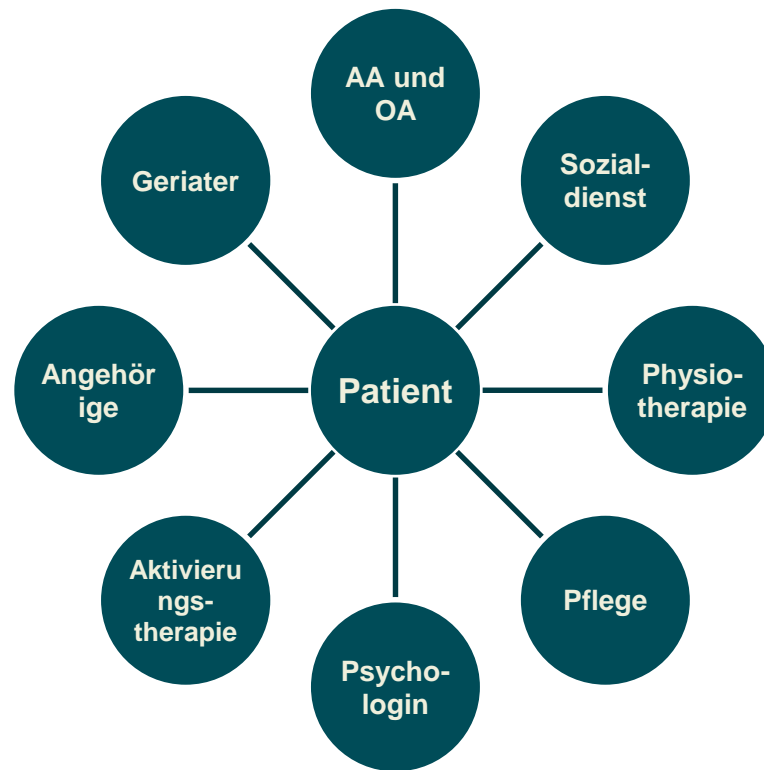 AA und
OA
Geriater
Sozial-
dienst
Angehör
ige
Patient
Physio-
therapie
Aktivieru
ngs-
therapie
Pflege
Psycho-
login